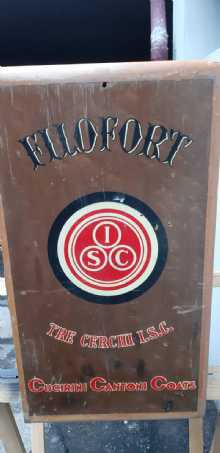 FILOFORT
I
S C
TRE CERCHI I.S.C.
CUCIRINI CANTONI COATS